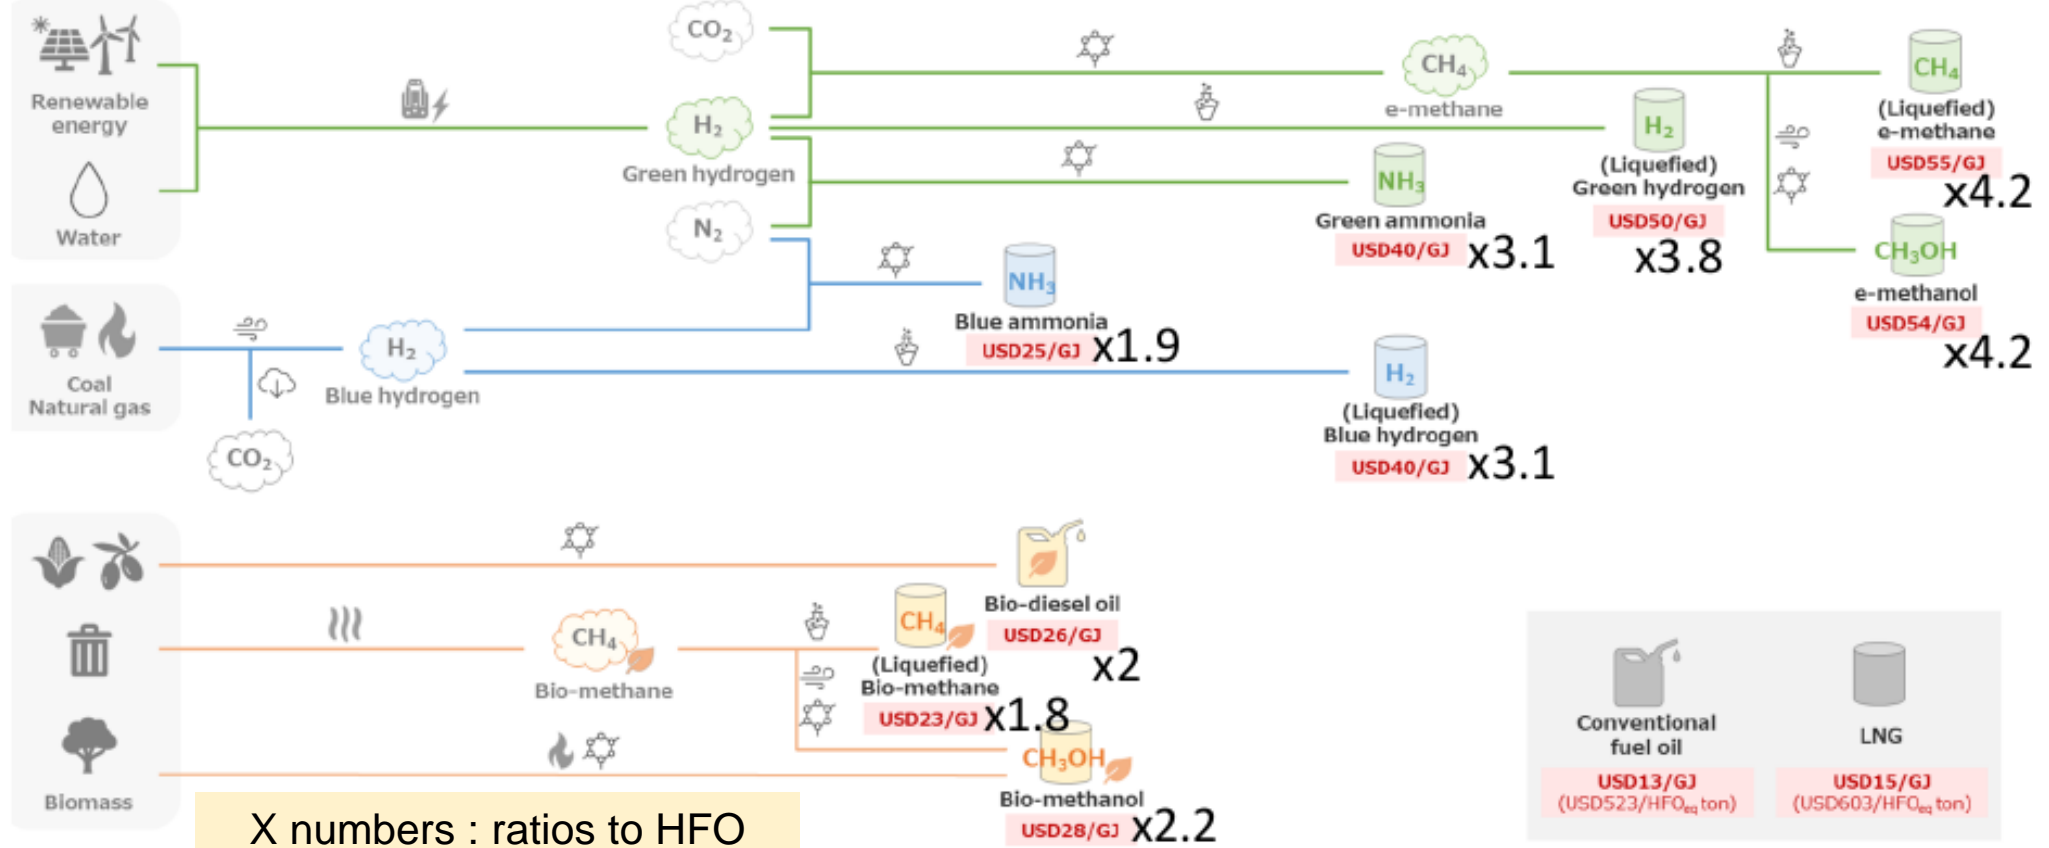 Renewable
energy
Water
CO₂
H₂
Green hydrogen
N₂
CH₄
e-methane
CH₄
(Liquefied)
e-methane
USD55/GJ
x4.2
H₂
(Liquefied)
Green hydrogen
USD50/GJ
x3.8
NH₃
Green ammonia
USD40/GJ x3.1
CH₃OH
e-methanol
USD54/GJ
x4.2
Coal
Natural gas
CO₂
H₂
Blue hydrogen
NH₃
Blue ammonia
USD25/GJ x1.9
H₂
(Liquefied)
Blue hydrogen
USD40/GJ x3.1
Biomass
CH₄
Bio-methane
Bio-diesel oil
USD26/GJ
x2
CH₄
(Liquefied)
Bio-methane
USD23/GJ x1.8
CH₃OH
Bio-methanol
USD28/GJ x2.2
X numbers : ratios to HFO
Conventional
fuel oil
USD13/GJ
(USD523/HFOeq ton)
LNG
USD15/GJ
(USD603/HFOeq ton)